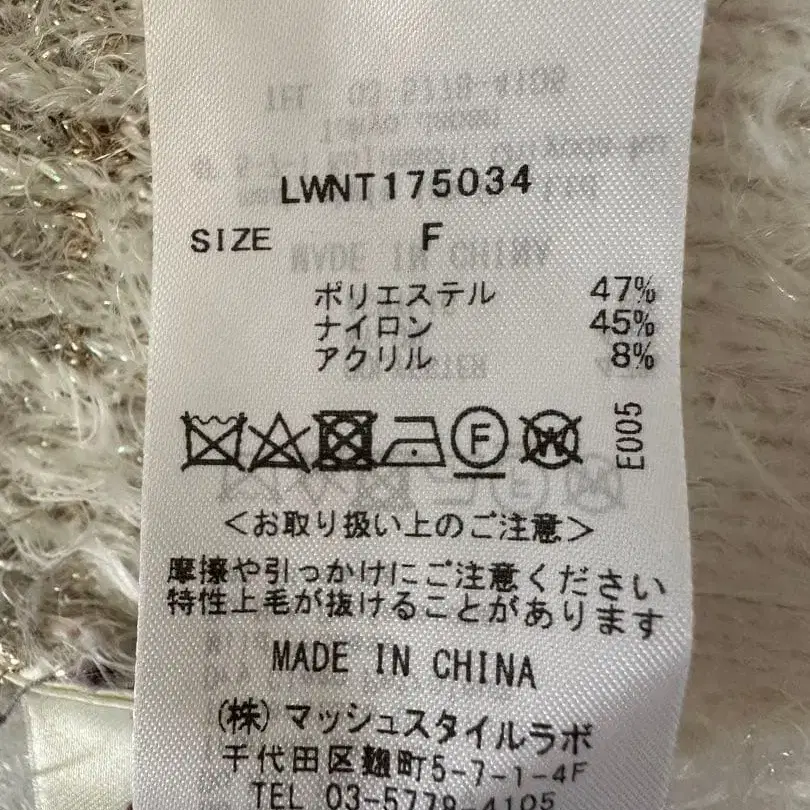 LWNT175034
SIZE F
ポリエステル 47%
ナイロン 45%
アクリル 8%
F W E005
<お取り扱い上のご注意>
摩擦や引っかけにご注意ください
特性上毛が抜けることがあります
MADE IN CHINA
(株)マッシュスタイルラボ
千代田区麹町5-7-1-4F
TEL 03-5778-4105